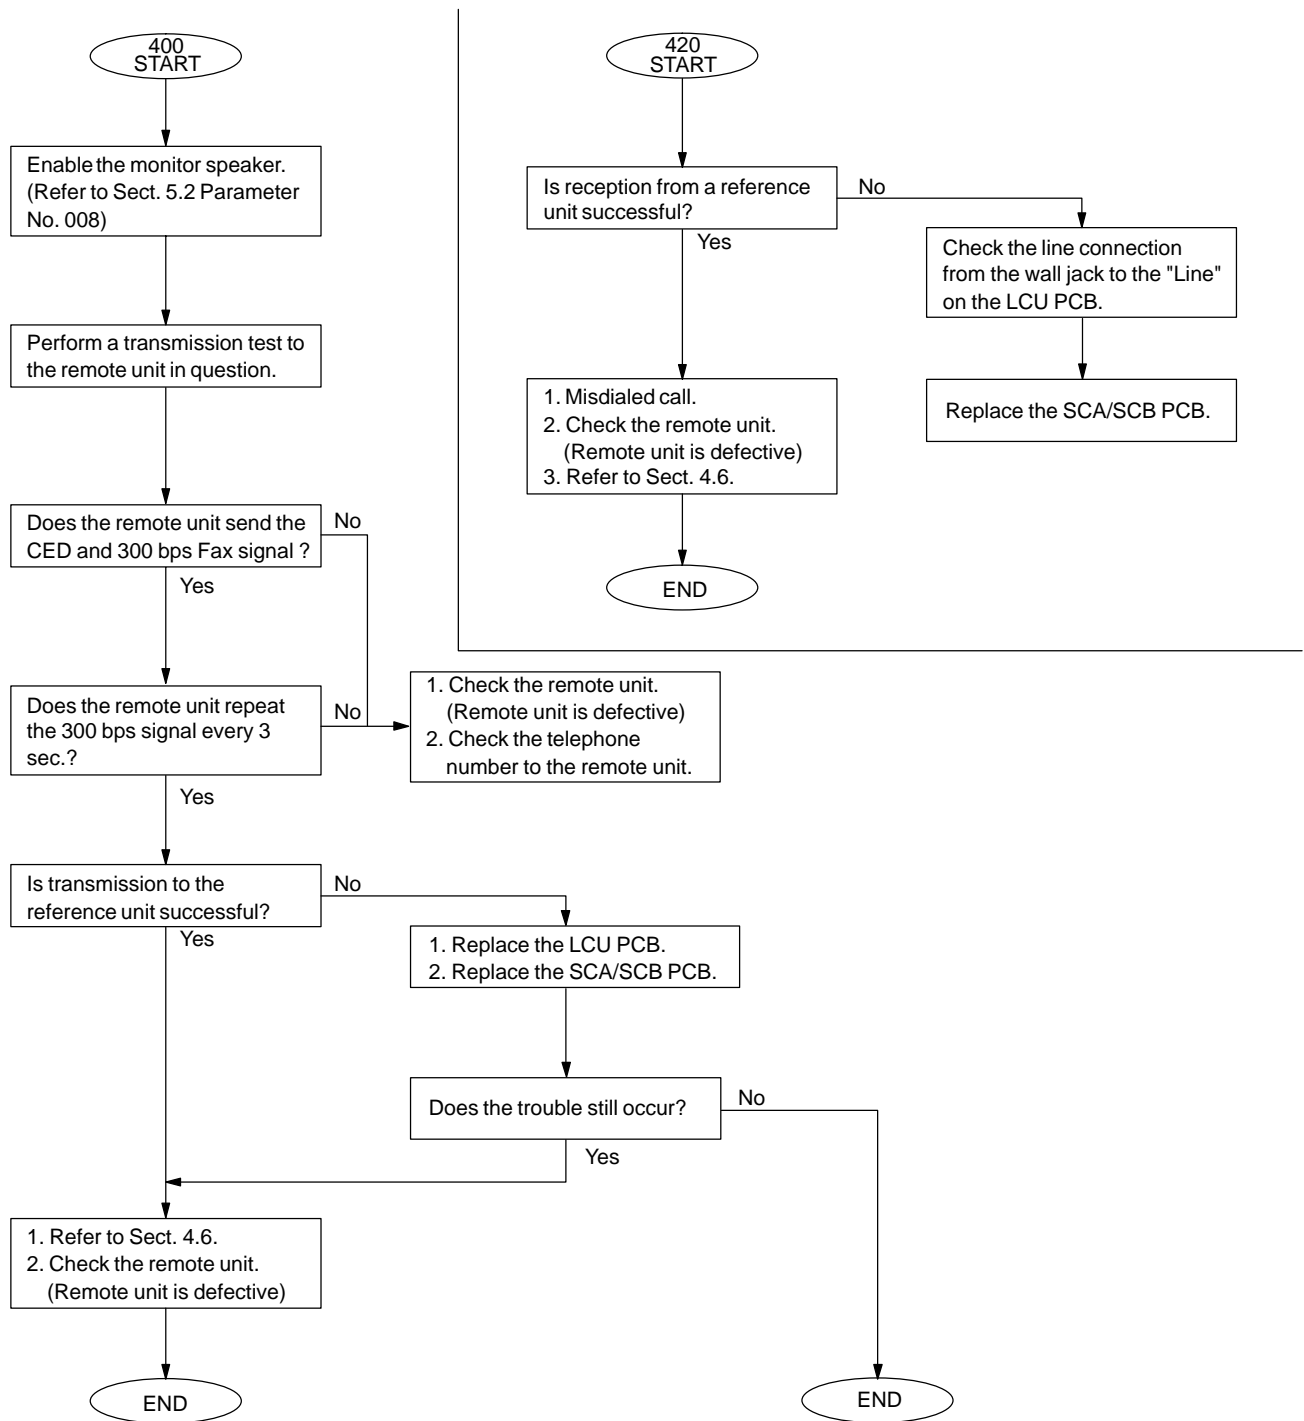 400
START
Enable the monitor speaker.
(Refer to Sect. 5.2 Parameter
No. 008)
Perform a transmission test to
the remote unit in question.
Does the remote unit send the
CED and 300 bps Fax signal ?
No
Yes
Does the remote unit repeat
the 300 bps signal every 3
sec.?
No
Yes
1. Check the remote unit.
(Remote unit is defective)
2. Check the telephone
number to the remote unit.
Is transmission to the
reference unit successful?
No
Yes
1. Replace the LCU PCB.
2. Replace the SCA/SCB PCB.
Does the trouble still occur?
No
Yes
1. Refer to Sect. 4.6.
2. Check the remote unit.
(Remote unit is defective)
END
END
420
START
Is reception from a reference
unit successful?
No
Yes
Check the line connection
from the wall jack to the "Line"
on the LCU PCB.
Replace the SCA/SCB PCB.
1. Misdialed call.
2. Check the remote unit.
(Remote unit is defective)
3. Refer to Sect. 4.6.
END